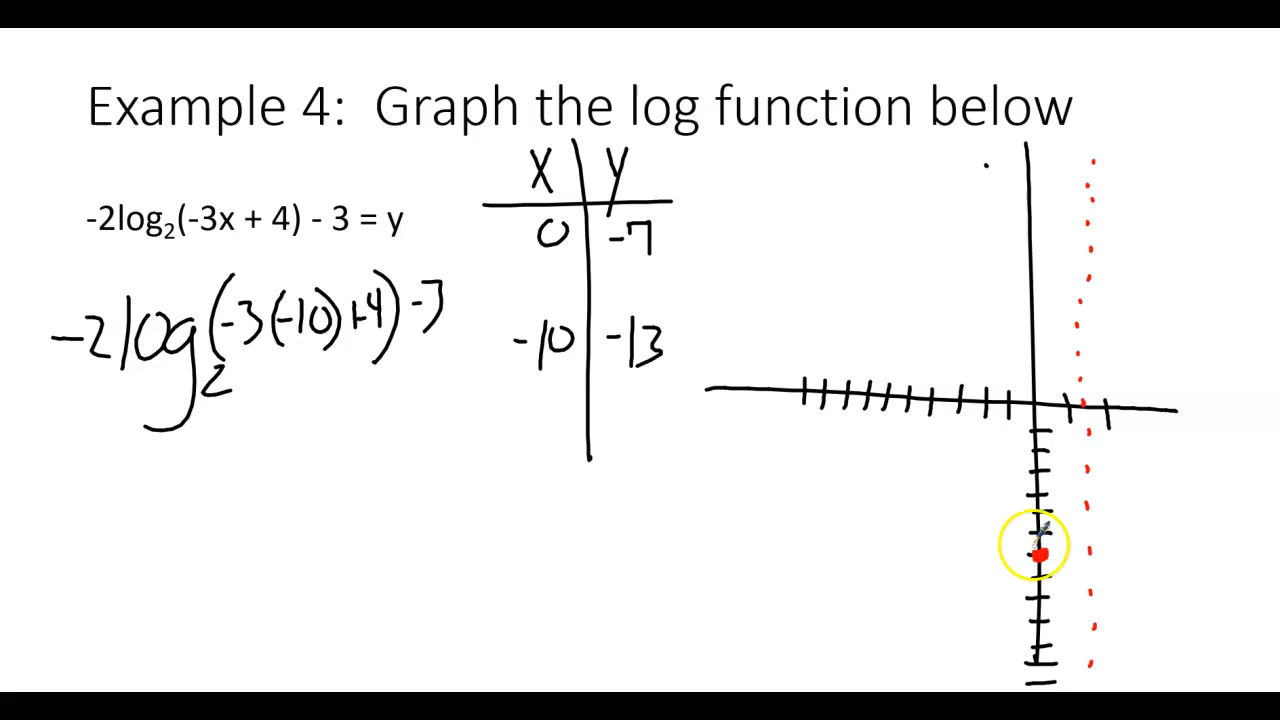 Example 4: Graph the log function below
-2log₂(-3x + 4) - 3 = y
-2log₂(-3(-10)+4)-3
X Y
0 -7
-10 -13